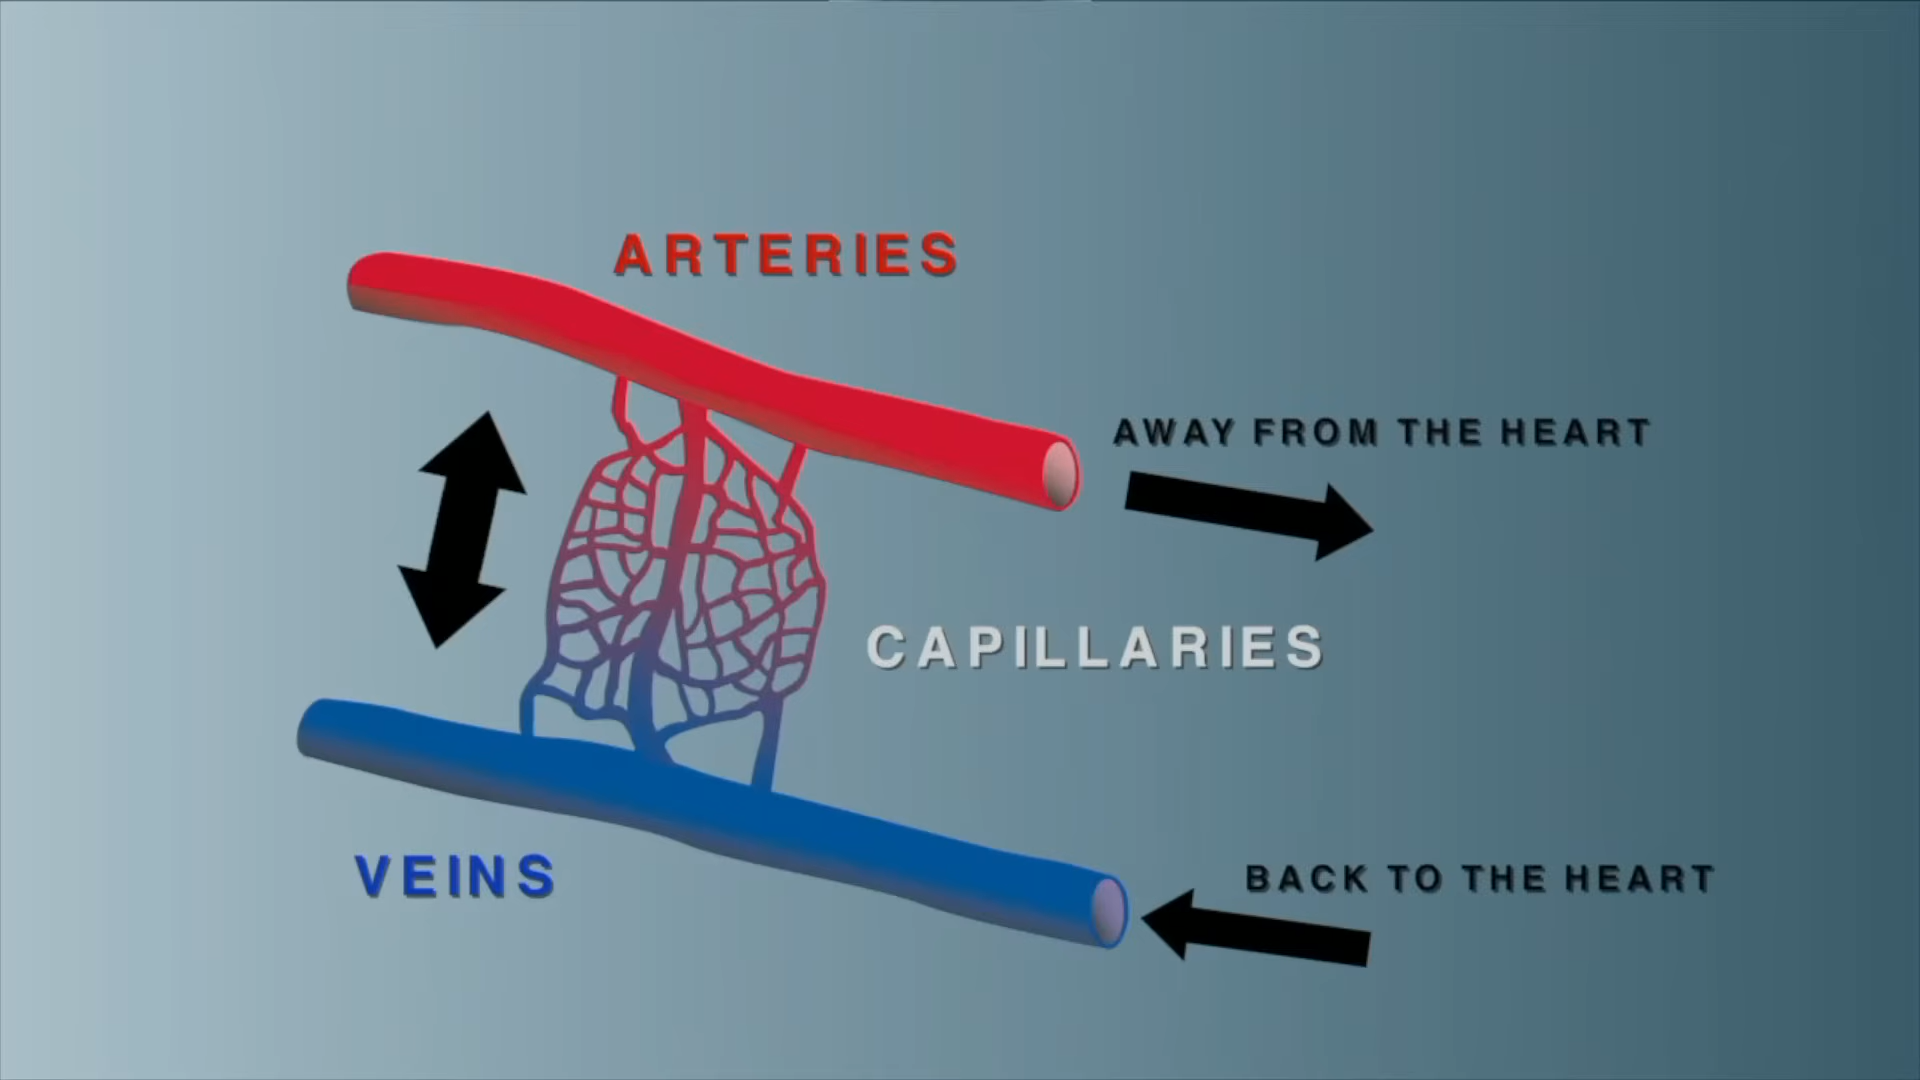 ARTERIES
AWAY FROM THE HEART
CAPILLARIES
VEINS
BACK TO THE HEART